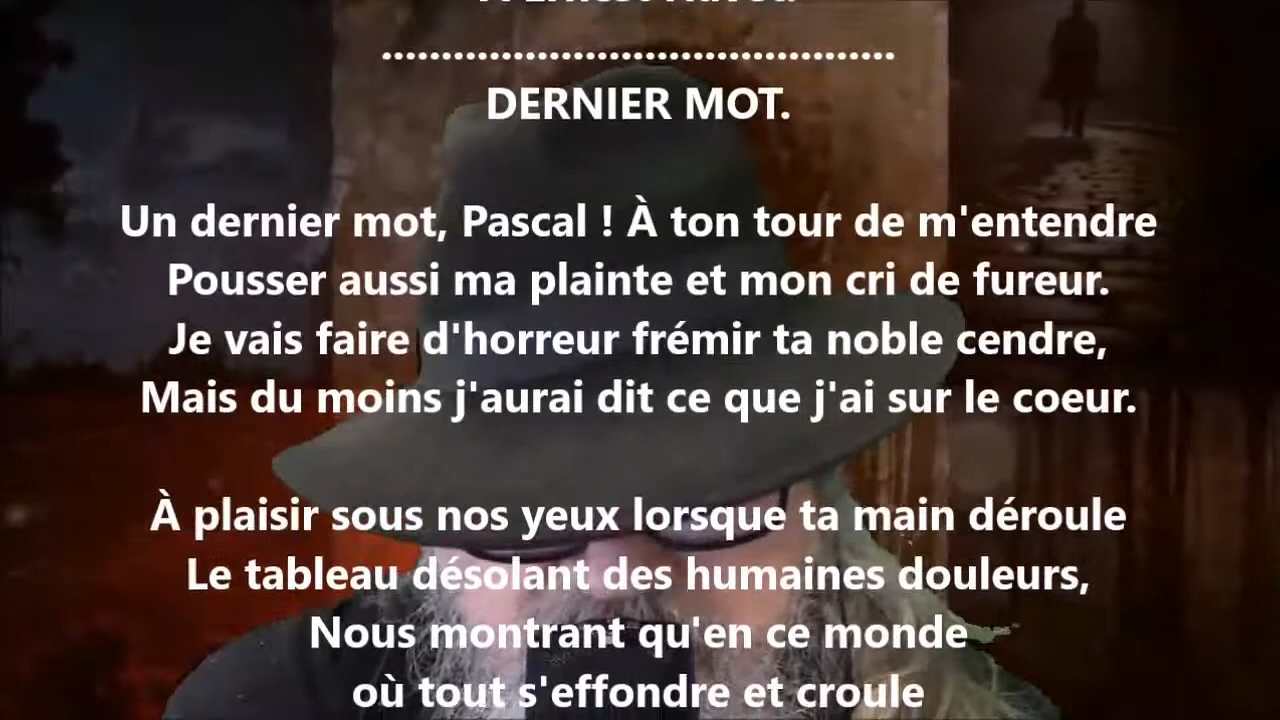 ..........................................
DERNIER MOT.
Un dernier mot, Pascal ! À ton tour de m'entendre
Pousser aussi ma plainte et mon cri de fureur.
Je vais faire d'horreur frémir ta noble cendre,
Mais du moins j'aurai dit ce que j'ai sur le coeur.
À plaisir sous nos yeux lorsque ta main déroule
Le tableau désolant des humaines douleurs,
Nous montrant qu'en ce monde
où tout s'effondre et croule